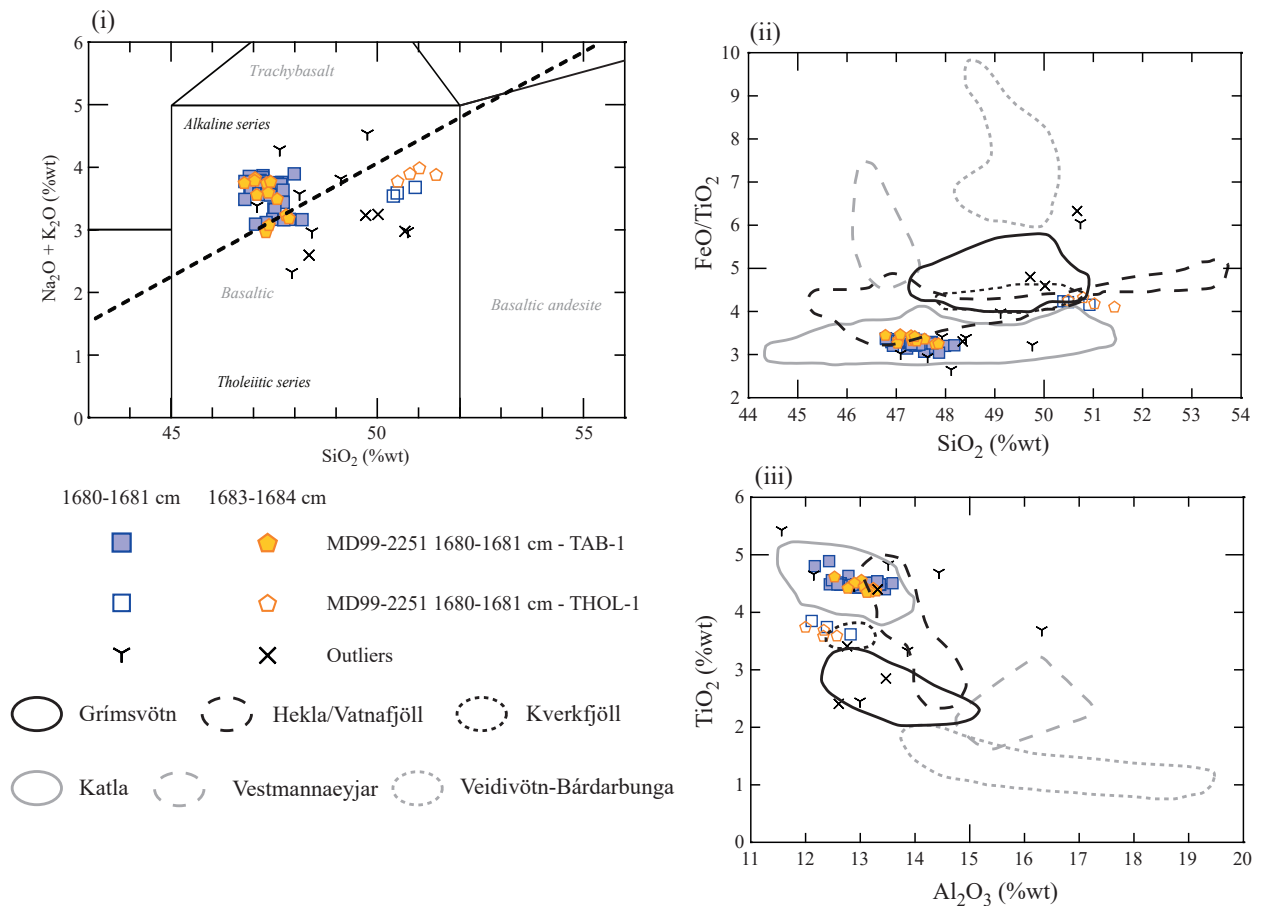 (i)
6
5
4
3
2
1
0
Na₂O + K₂O (%wt)
Trachybasalt
Alkaline series
Basaltic
Basaltic andesite
Tholeiitic series
45
50
55
SiO₂ (%wt)
(ii)
10
9
8
7
6
5
4
3
2
FeO/TiO₂
44
45
46
47
48
49
50
51
52
53
54
SiO₂ (%wt)
1680-1681 cm
1683-1684 cm
MD99-2251 1680-1681 cm - TAB-1
MD99-2251 1680-1681 cm - THOL-1
Outliers
Grímsvötn
Hekla/Vatnafjöll
Kverkfjöll
Katla
Vestmannaeyjar
Veidivötn-Bárdarbunga
(iii)
6
5
4
3
2
1
0
TiO₂ (%wt)
11
12
13
14
15
16
17
18
19
20
Al₂O₃ (%wt)